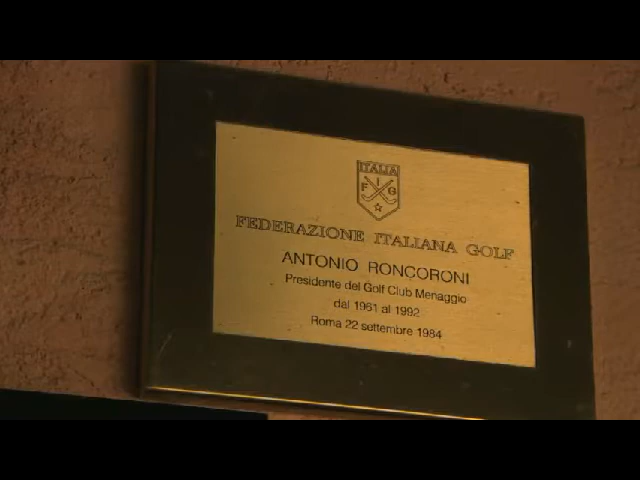 ITALIA
F I G
FEDERAZIONE ITALIANA GOLF
ANTONIO RONCORONI
Presidente del Golf Club Menaggio
dal 1961 al 1992
Roma 22 settembre 1984